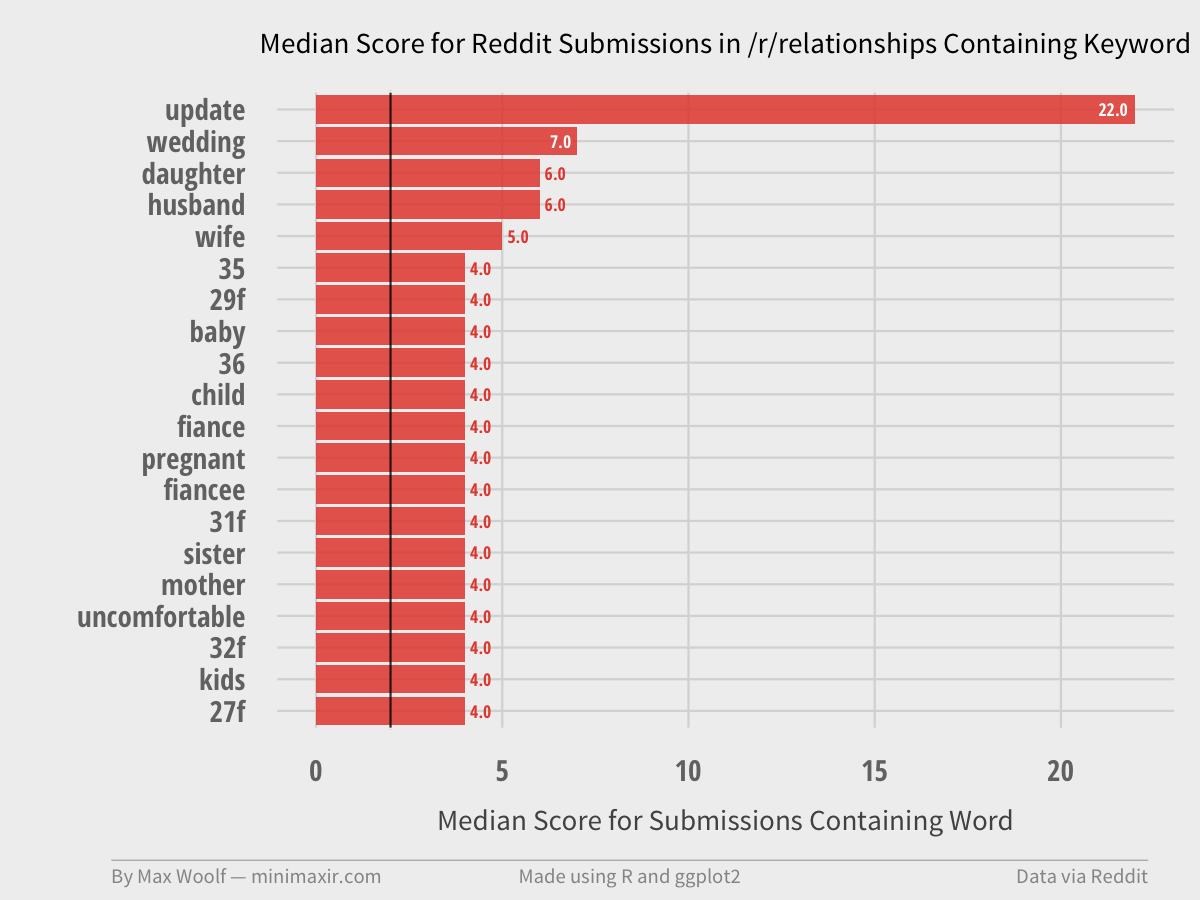 Median Score for Reddit Submissions in /r/relationships Containing Keyword
update 22.0
wedding 7.0
daughter 6.0
husband 6.0
wife 5.0
35 4.0
29f 4.0
baby 4.0
36 4.0
child 4.0
fiance 4.0
pregnant 4.0
fiancee 4.0
31f 4.0
sister 4.0
mother 4.0
uncomfortable 4.0
32f 4.0
kids 4.0
27f 4.0
0 5 10 15 20
Median Score for Submissions Containing Word
By Max Woolf — minimaxir.com Made using R and ggplot2 Data via Reddit